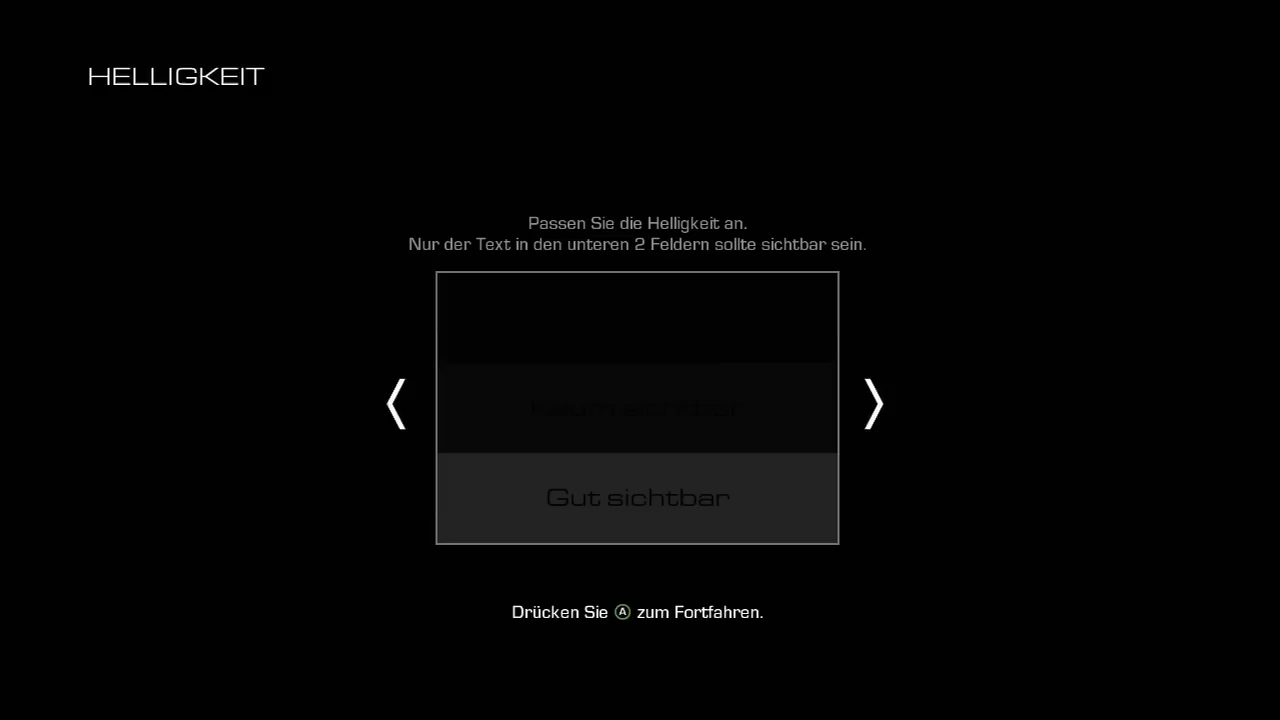 HELLIGKEIT
Passen Sie die Helligkeit an.
Nur der Text in den unteren 2 Feldern sollte sichtbar sein.
Kaum sichtbar
Gut sichtbar
Drücken Sie A zum Fortfahren.